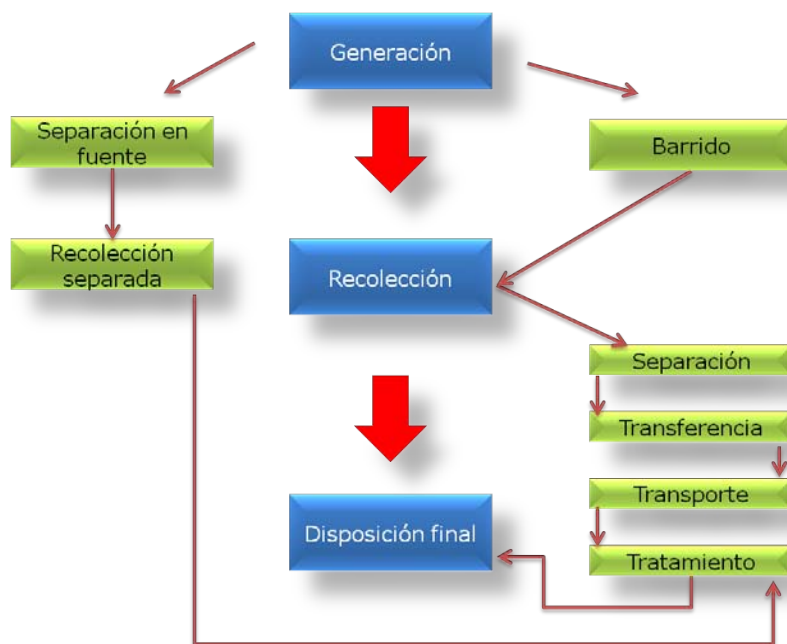 Generación
Separación en
fuente
Barrido
Recolección
separada
Recolección
Separación
Transferencia
Transporte
Disposición final
Tratamiento